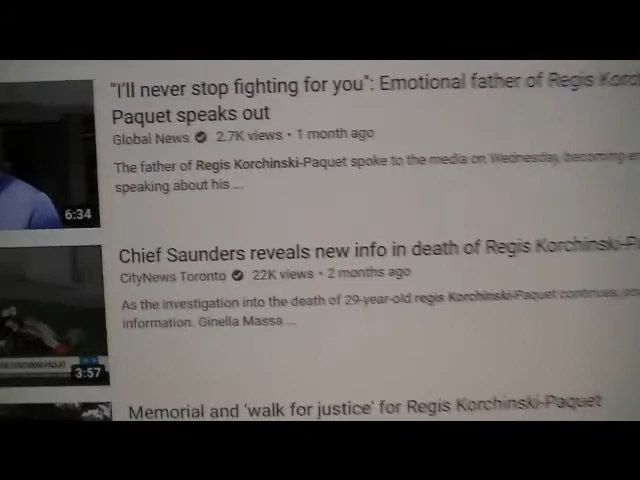 "I'll never stop fighting for you": Emotional father of Regis
Paquet speaks out
Global News 2.7K views • 1 month ago
The father of Regis Korchinski-Paquet spoke to the media on Wednesday, becoming
speaking about his ...
6:34
Chief Saunders reveals new info in death of Regis Korchinski-
CityNews Toronto 22K views • 2 months ago
As the investigation into the death of 29-year-old regis Korchinski-Paquet continues,
information. Ginella Massa ...
3:57
Memorial and 'walk for justice' for Regis Korchinski-Paquet